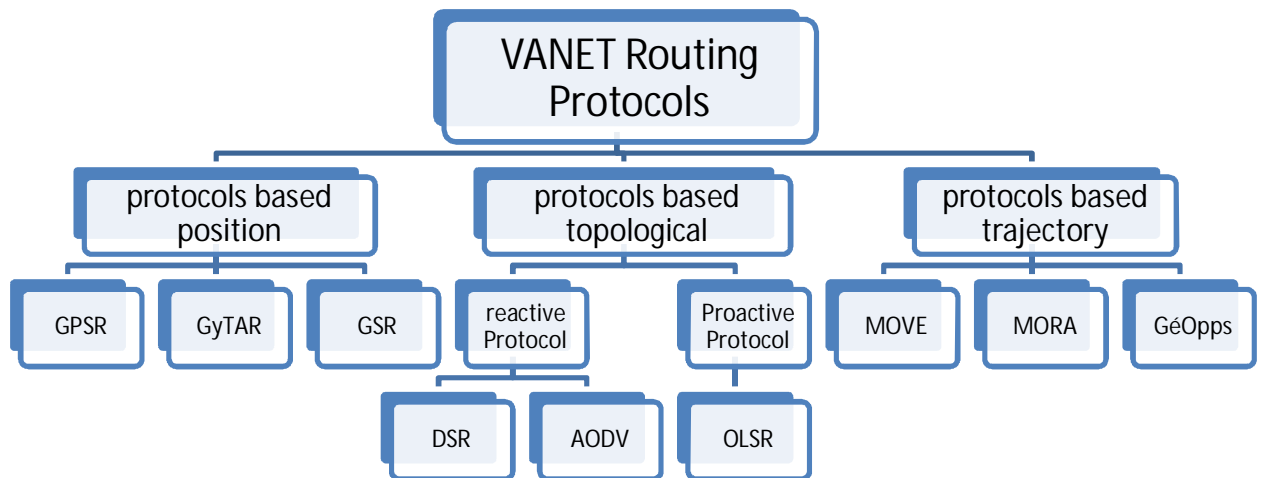 VANET Routing
Protocols
protocols based
position
protocols based
topological
protocols based
trajectory
GPSR
GyTAR
GSR
reactive
Protocol
Proactive
Protocol
MOVE
MORA
GéOpps
DSR
AODV
OLSR